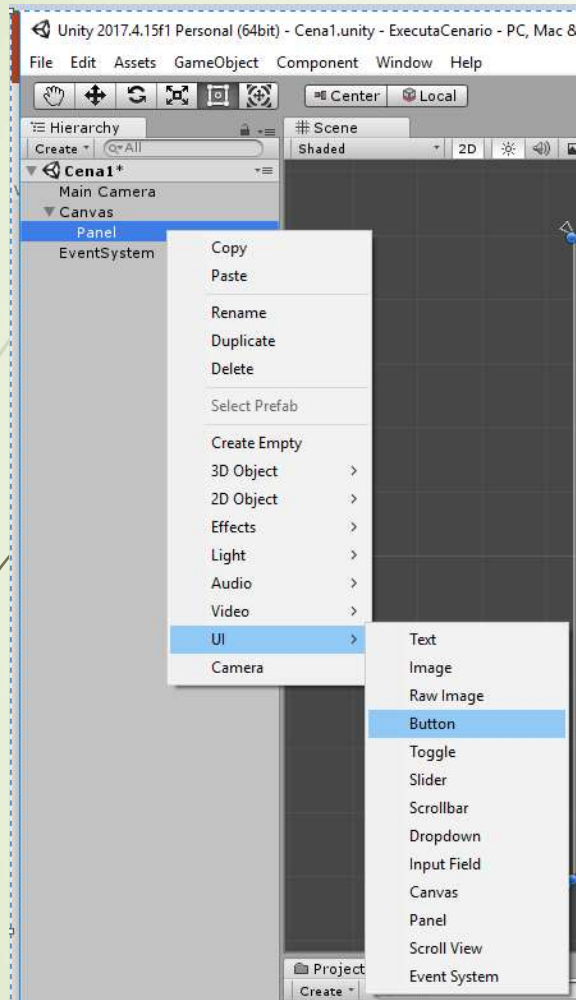 Unity 2017.4.15f1 Personal (64bit) - Cena1.unity - ExecutaCenario - PC, Mac &
File Edit Assets GameObject Component Window Help
Center Local
Hierarchy
Scene
Create All
Shaded 2D
Cena1*
Main Camera
Canvas
Panel
EventSystem
Copy
Paste
Rename
Duplicate
Delete
Select Prefab
Create Empty
3D Object
2D Object
Effects
Light
Audio
Video
UI
Camera
Text
Image
Raw Image
Button
Toggle
Slider
Scrollbar
Dropdown
Input Field
Canvas
Panel
Scroll View
Event System
Project
Create